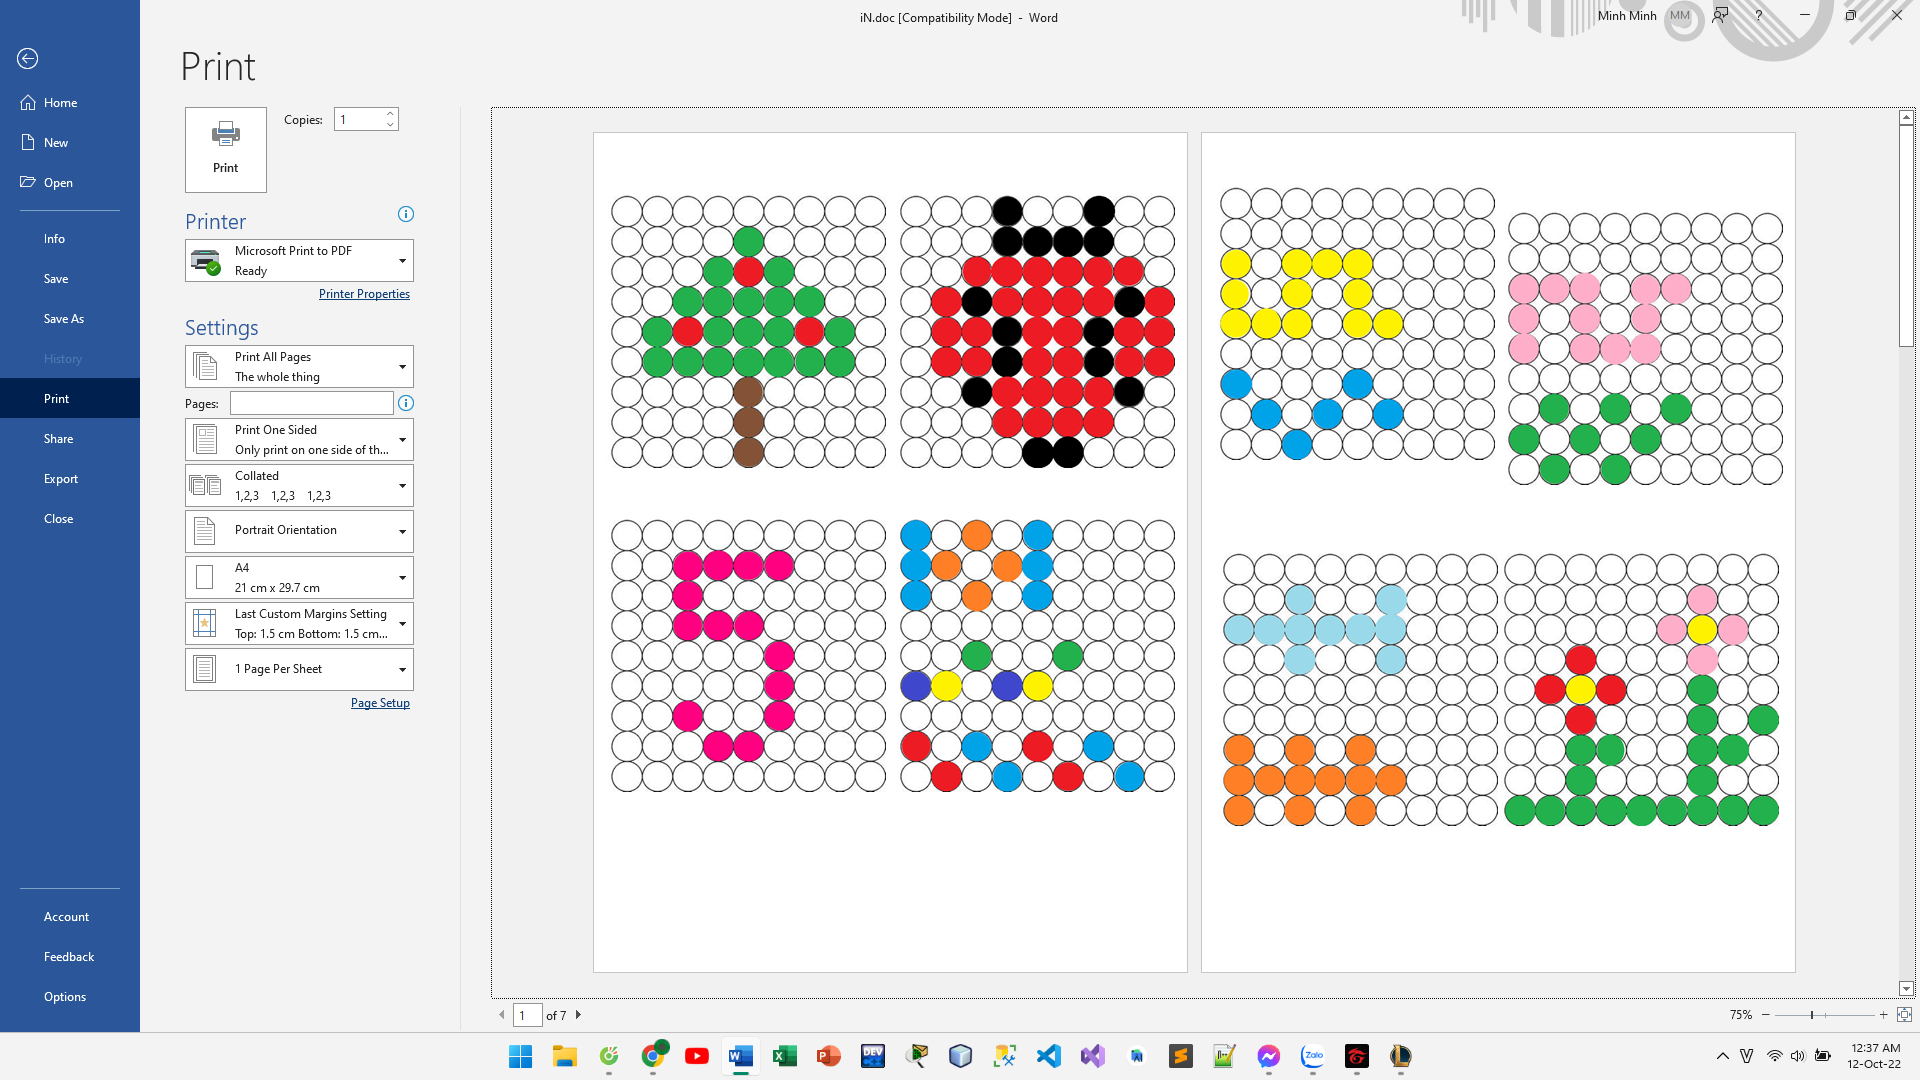 iN.doc [Compatibility Mode] - Word
Minh Minh
MM
?
Print
Home
New
Open
Info
Save
Save As
History
Print
Share
Export
Close
Account
Feedback
Options
Print
Copies: 1
Printer
Microsoft Print to PDF
Ready
Printer Properties
Settings
Print All Pages
The whole thing
Pages:
Print One Sided
Only print on one side of th...
Collated
1,2,3 1,2,3 1,2,3
Portrait Orientation
A4
21 cm x 29.7 cm
Last Custom Margins Setting
Top: 1.5 cm Bottom: 1.5 cm...
1 Page Per Sheet
Page Setup
1 of 7
75%
DEV
Zalo
V
12:37 AM
12-Oct-22